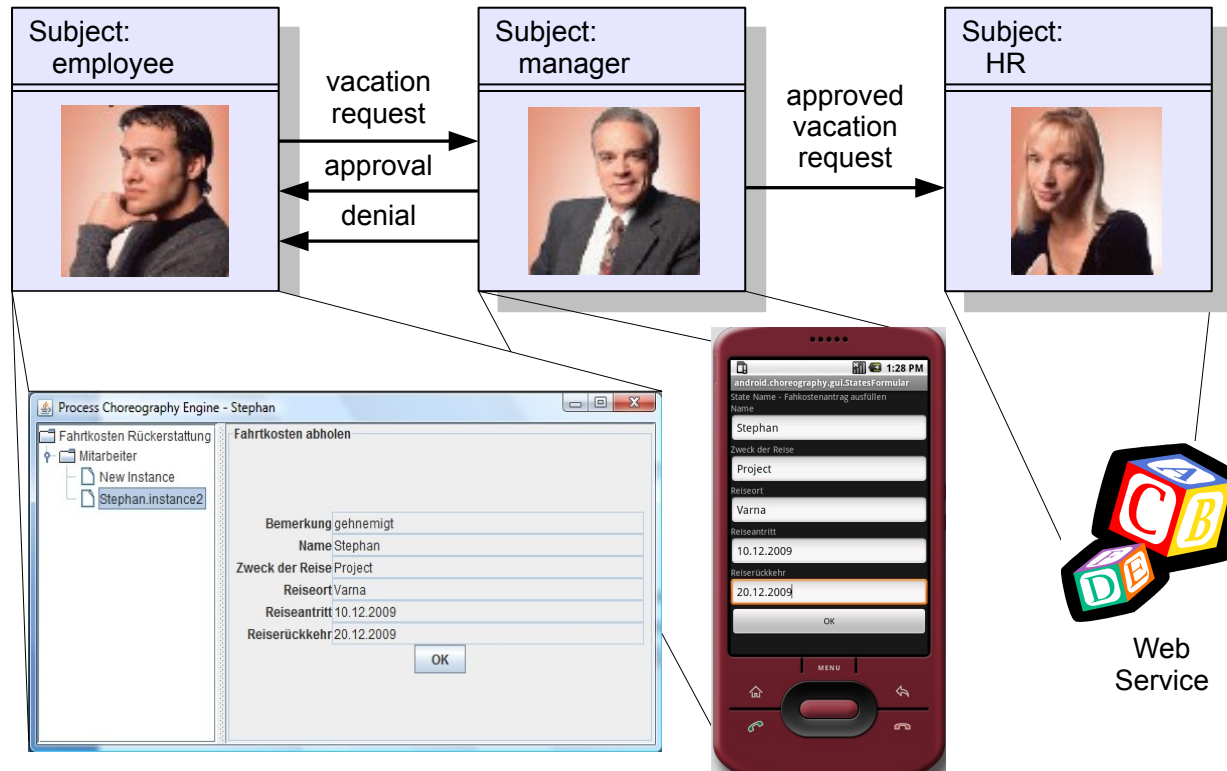 Subject:
employee
vacation
request
approval
denial
Subject:
manager
approved
vacation
request
Subject:
HR
Process Choreography Engine - Stephan
Fahrtkosten Rückerstattung
Mitarbeiter
New Instance
Stephan.instance2
Fahrtkosten abholen
Bemerkung gehnemigt
Name Stephan
Zweck der Reise Project
Reiseort Varna
Reiseantritt 10.12.2009
Reiserückkehr 20.12.2009
OK
1:28 PM
android.choreography.gui.StatesFormular
State Name - Fahkostenantrag ausfüllen
Name
Stephan
Zweck der Reise
Project
Reiseort
Varna
Reiseantritt
10.12.2009
Reiserückkehr
20.12.2009
OK
MENU
A
C
B
F
D
E
Web
Service